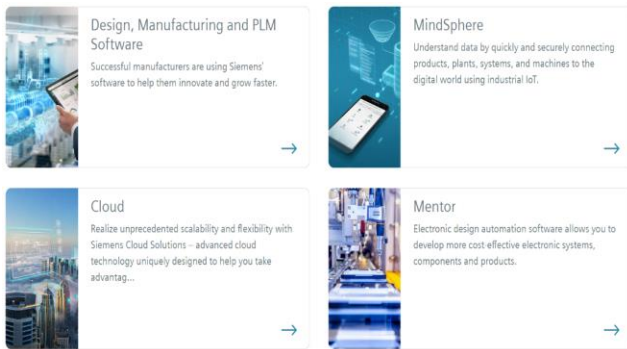 Design, Manufacturing and PLM
Software
Successful manufacturers are using Siemens'
software to help them innovate and grow faster.
MindSphere
Understand data by quickly and securely connecting
products, plants, systems, and machines to the
digital world using industrial IoT.
Cloud
Realize unprecedented scalability and flexibility with
Siemens Cloud Solutions – advanced cloud
technology uniquely designed to help you take
advantag...
Mentor
Electronic design automation software allows you to
develop more cost-effective electronic systems,
components and products.